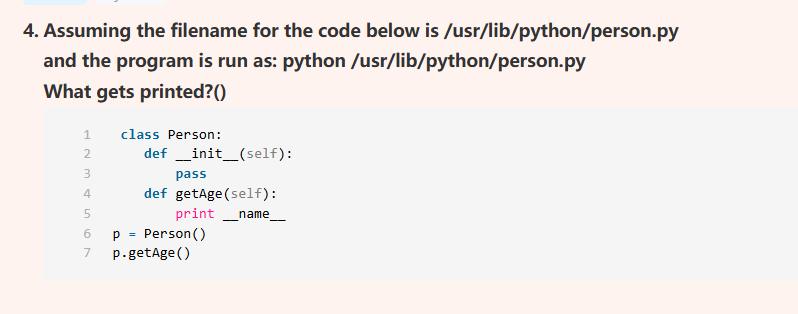 4. Assuming the filename for the code below is /usr/lib/python/person.py
and the program is run as: python /usr/lib/python/person.py
What gets printed?()
1 class Person:
2 def __init__(self):
3 pass
4 def getAge(self):
5 print __name__
6 p = Person()
7 p.getAge()